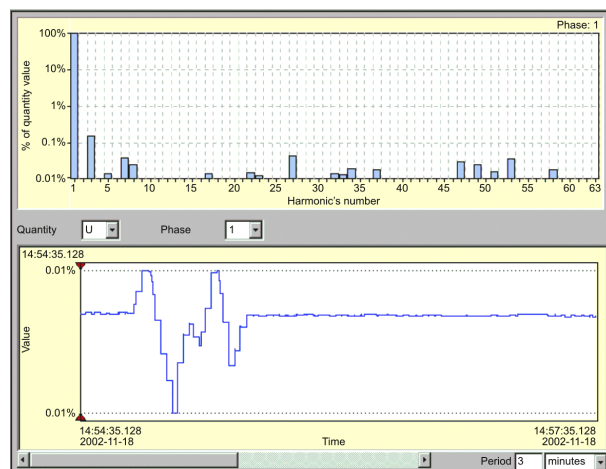 Phase: 1
100%
10%
1%
0.1%
0.01%
% of quantity value
1 5 10 15 20 25 30 35 40 45 50 55 60 63
Harmonic's number
Quantity U Phase 1
14:54:35.128
0.01%
Value
0.01%
14:54:35.128 14:57:35.128
2002-11-18 Time 2002-11-18
Period 3 minutes